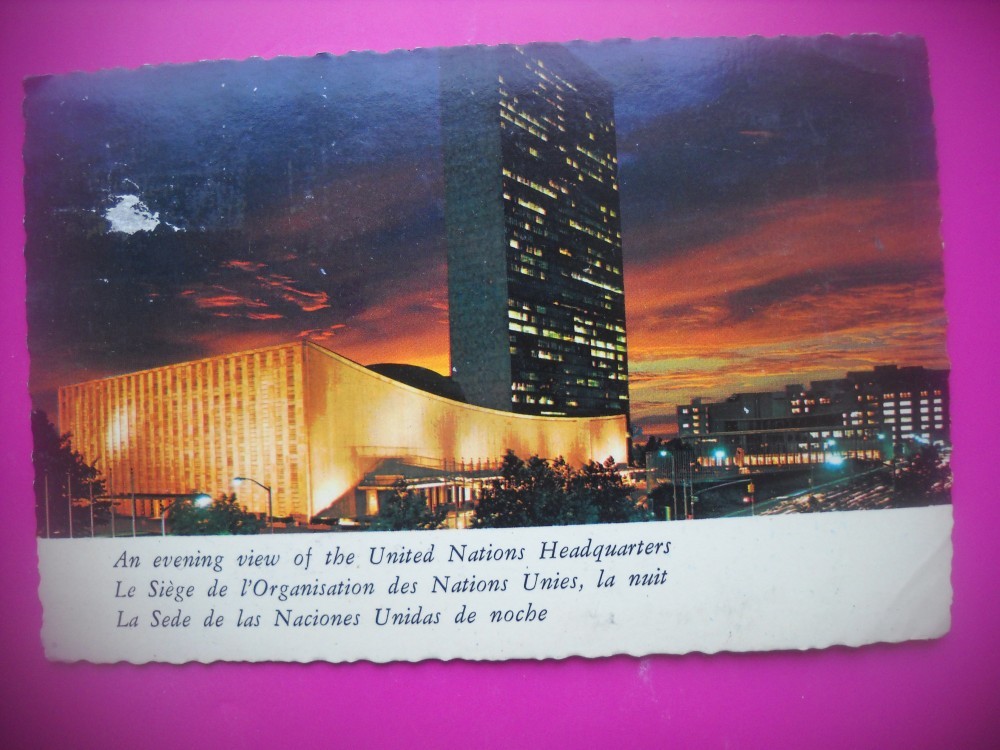 An evening view of the United Nations Headquarters
Le Siège de l'Organisation des Nations Unies, la nuit
La Sede de las Naciones Unidas de noche